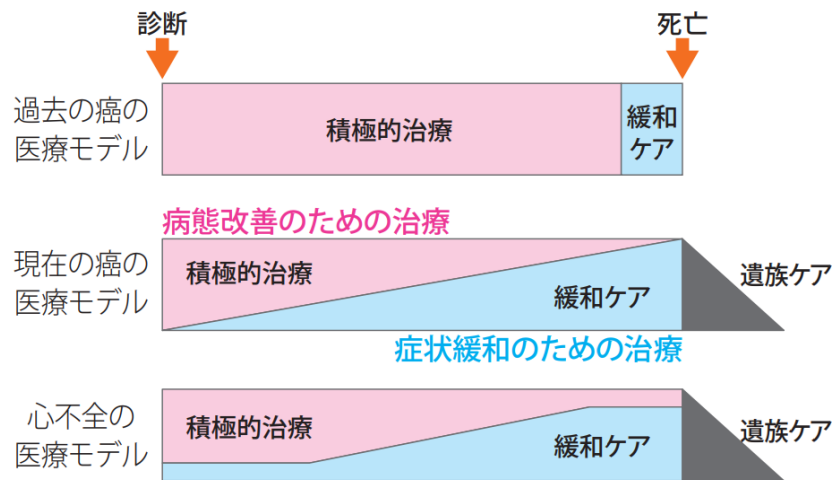 診断
死亡
過去の癌の
医療モデル
積極的治療
緩和
ケア
病態改善のための治療
現在の癌の
医療モデル
積極的治療
緩和ケア
遺族ケア
症状緩和のための治療
心不全の
医療モデル
積極的治療
緩和ケア
遺族ケア